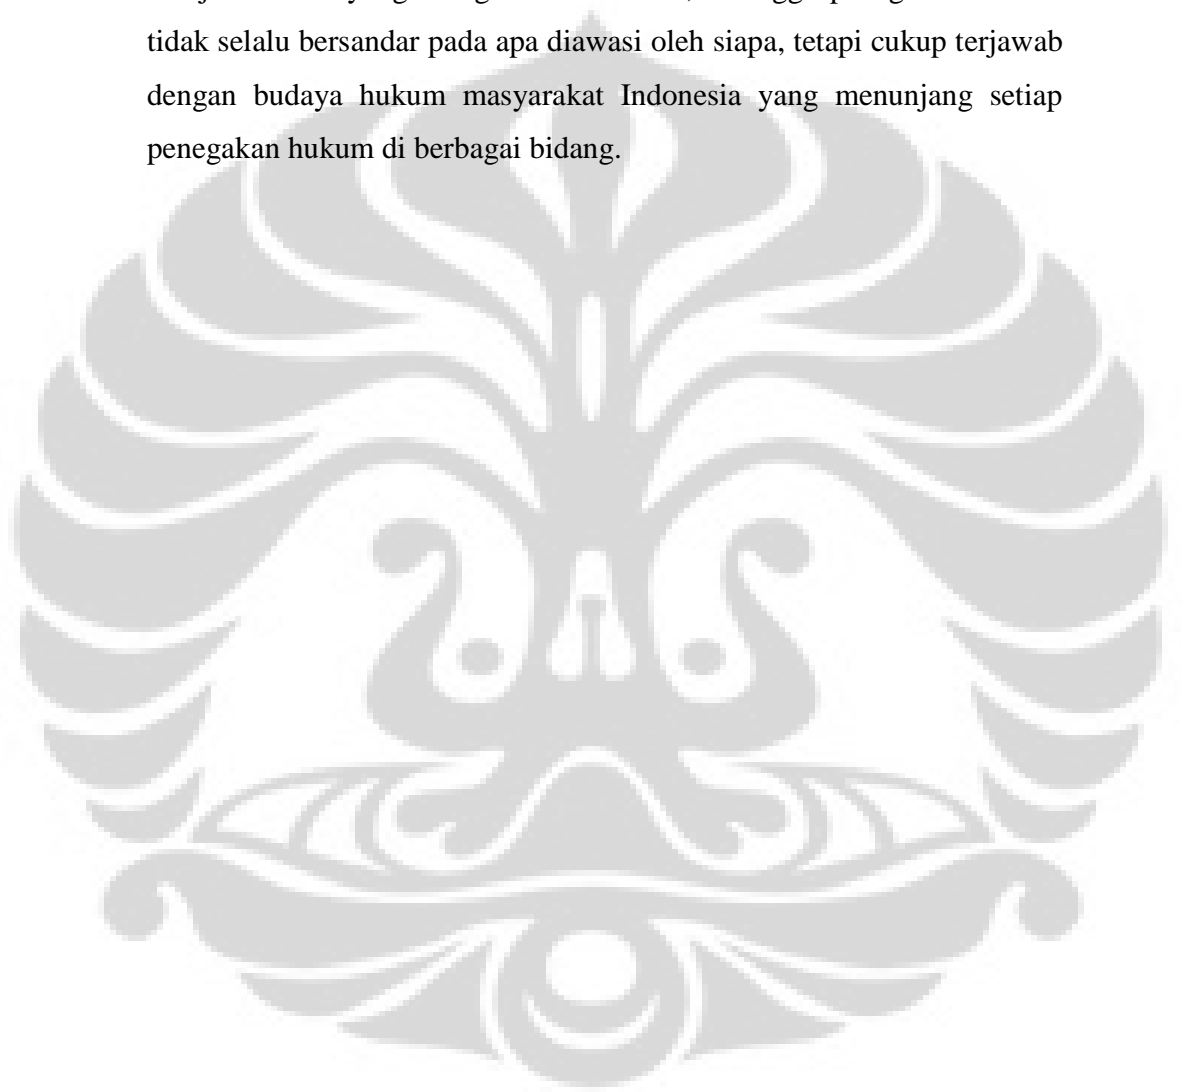 tidak selalu bersandar pada apa diawasi oleh siapa, tetapi cukup terjawab
dengan budaya hukum masyarakat Indonesia yang menunjang setiap
penegakan hukum di berbagai bidang.